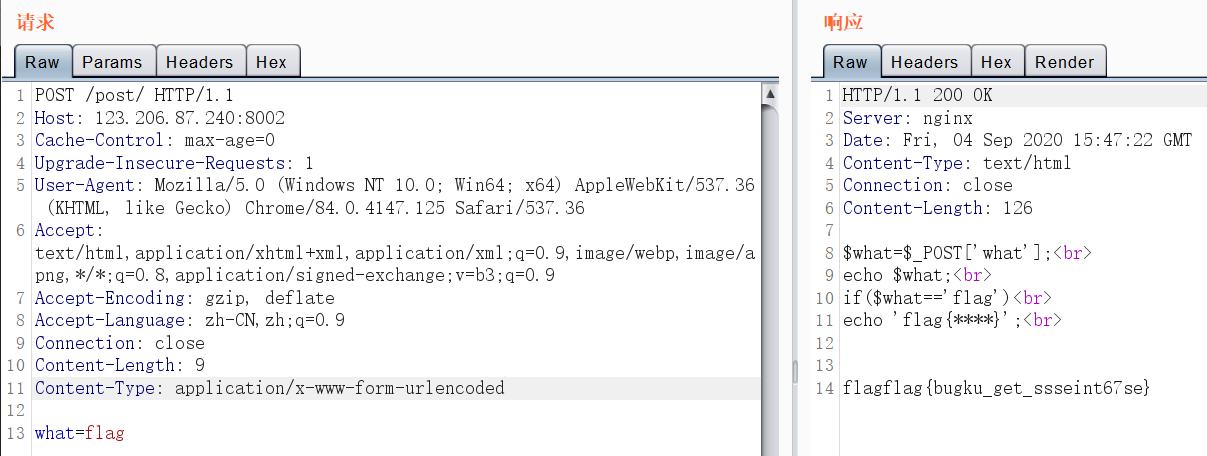 请求
Raw Params Headers Hex
1 POST /post/ HTTP/1.1
2 Host: 123.206.87.240:8002
3 Cache-Control: max-age=0
4 Upgrade-Insecure-Requests: 1
5 User-Agent: Mozilla/5.0 (Windows NT 10.0; Win64; x64) AppleWebKit/537.36
(KHTML, like Gecko) Chrome/84.0.4147.125 Safari/537.36
6 Accept:
text/html,application/xhtml+xml,application/xml;q=0.9,image/webp,image/a
png,*/*;q=0.8,application/signed-exchange;v=b3;q=0.9
7 Accept-Encoding: gzip, deflate
8 Accept-Language: zh-CN,zh;q=0.9
9 Connection: close
10 Content-Length: 9
11 Content-Type: application/x-www-form-urlencoded
12
13 what=flag
响应
Raw Headers Hex Render
1 HTTP/1.1 200 OK
2 Server: nginx
3 Date: Fri, 04 Sep 2020 15:47:22 GMT
4 Content-Type: text/html
5 Connection: close
6 Content-Length: 126
7
8 $what=$_POST['what'];<br>
9 echo $what;<br>
10 if($what=='flag')<br>
11 echo 'flag{****}';<br>
12
13
14 flagflag{bugku_get_ssseint67se}